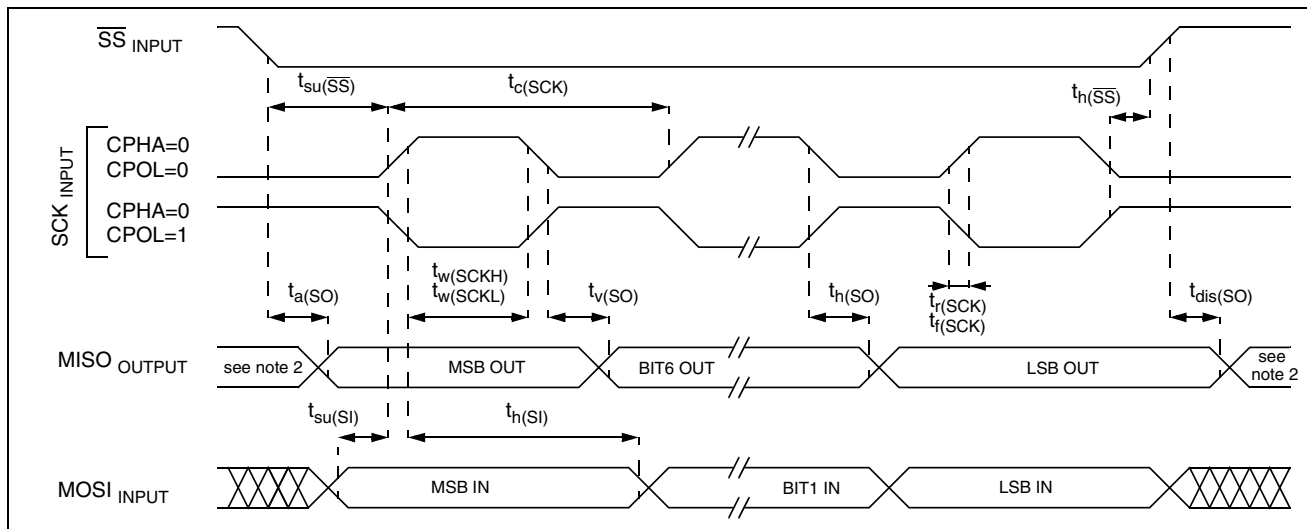 SS INPUT
tsu(SS)
tc(SCK)
th(SS)
SCK INPUT
CPHA=0
CPOL=0
CPHA=0
CPOL=1
ta(SO)
tw(SCKH)
tw(SCKL)
tv(SO)
th(SO)
tr(SCK)
tf(SCK)
tdis(SO)
MISO OUTPUT
see note 2
MSB OUT
BIT6 OUT
LSB OUT
see
note 2
tsu(SI)
th(SI)
MOSI INPUT
MSB IN
BIT1 IN
LSB IN